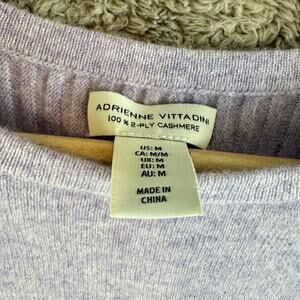 ADRIENNE VITTADINI
100% 2-PLY CASHMERE
US: M
CA: M/M
UK: M
EU: M
AU: M
MADE IN
CHINA